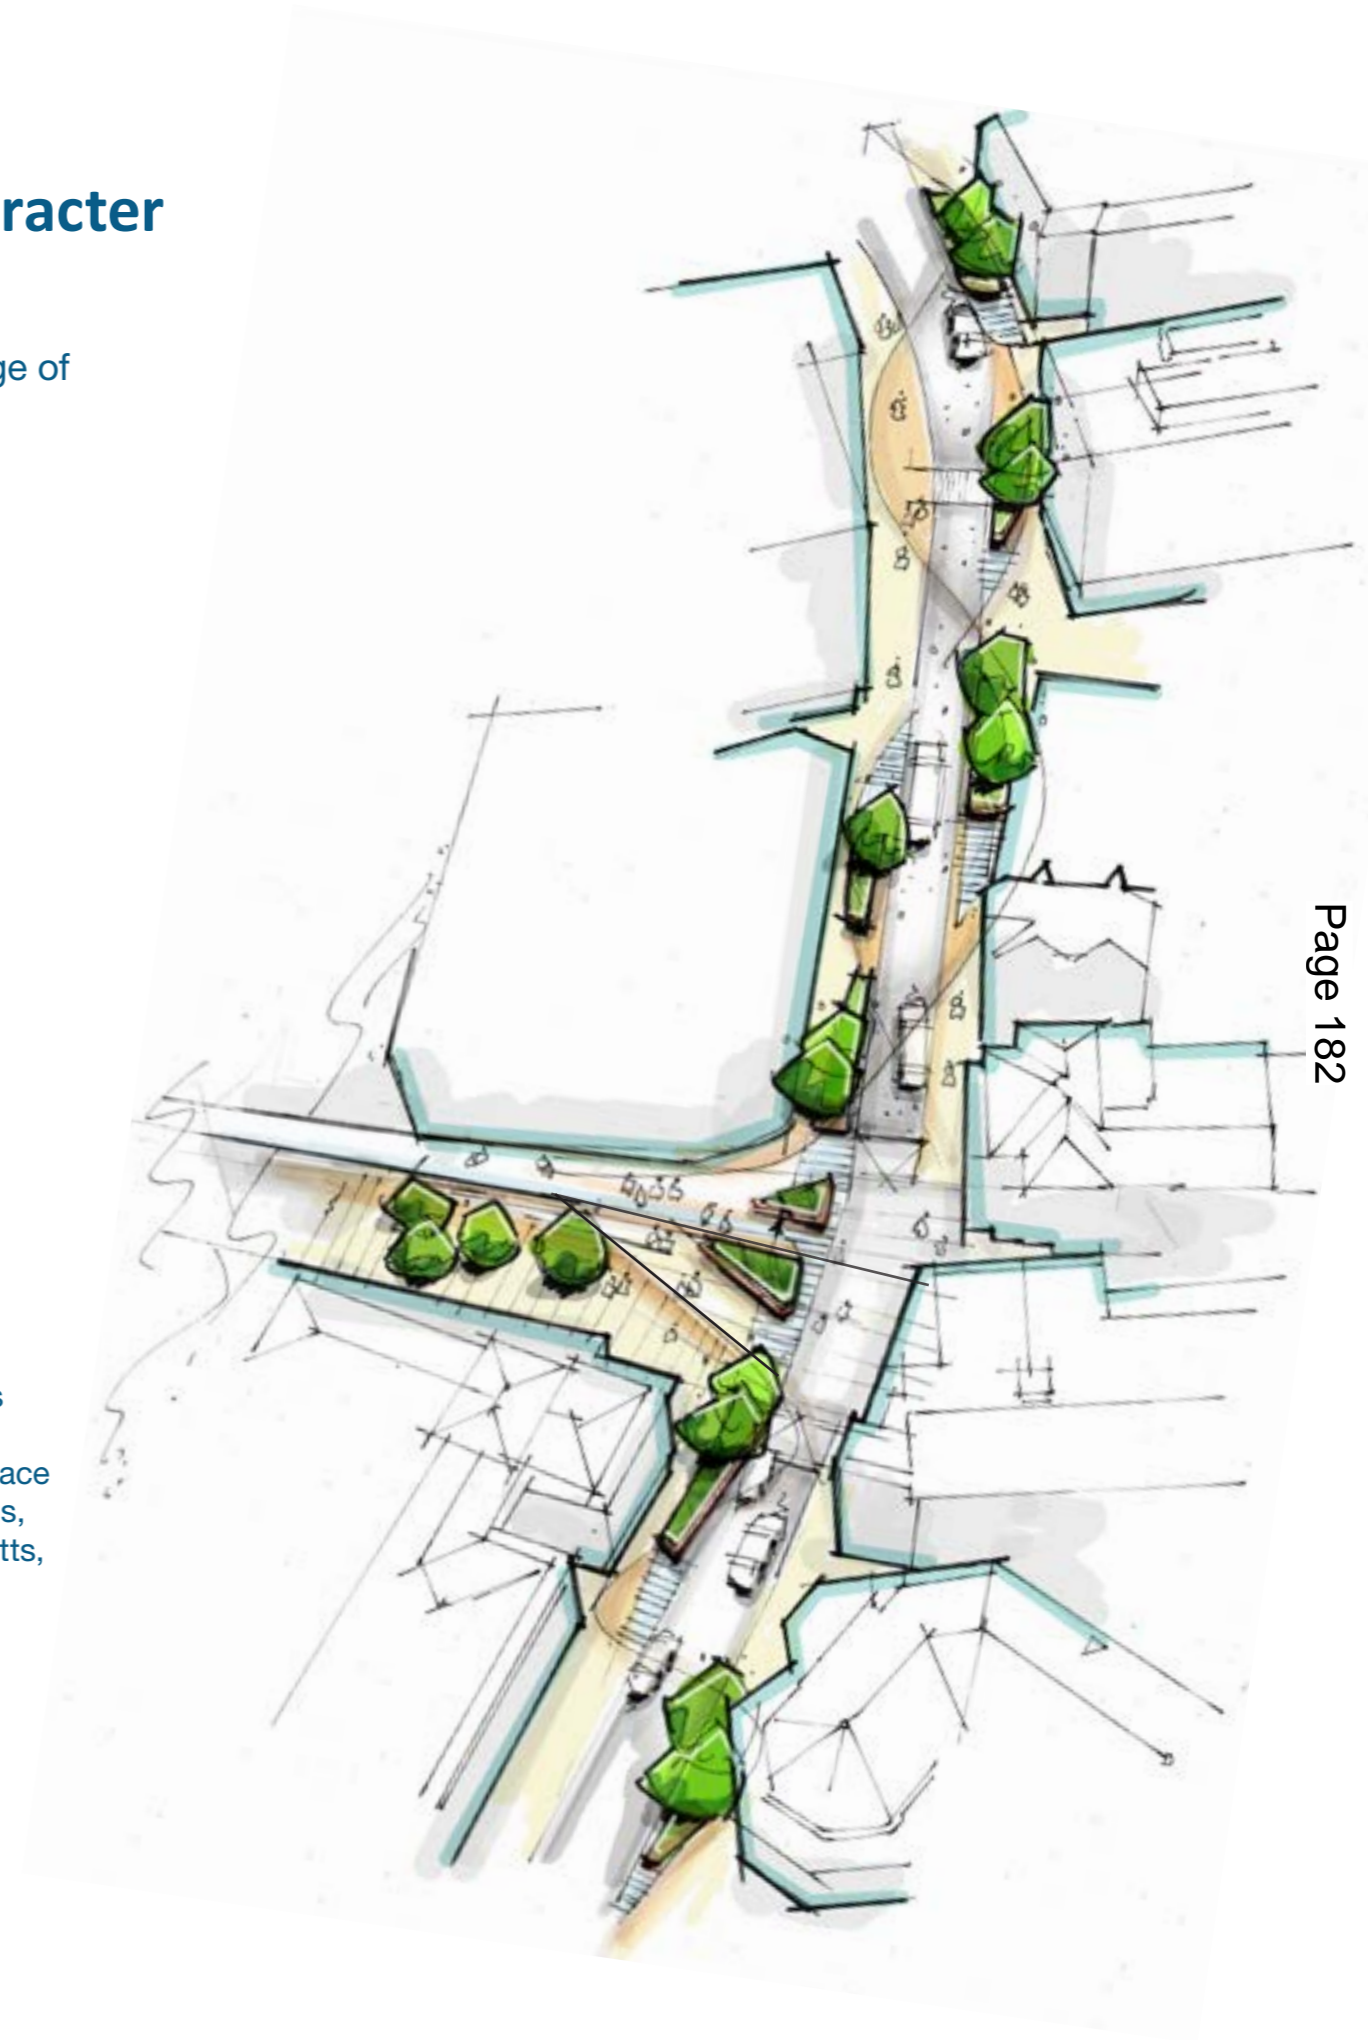 racter
ge of
s
ace
s,
tts,
Page 182